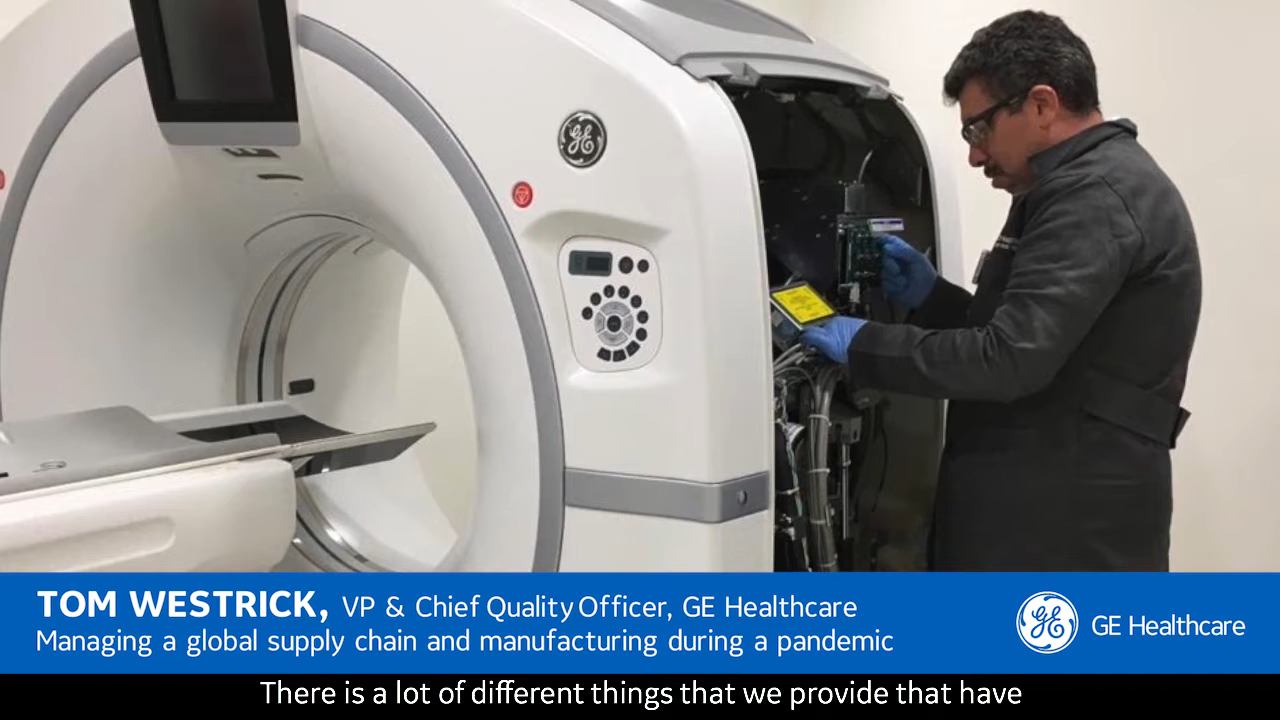 GE
TOM WESTRICK, VP & Chief Quality Officer, GE Healthcare
Managing a global supply chain and manufacturing during a pandemic
GE GE Healthcare
There is a lot of different things that we provide that have